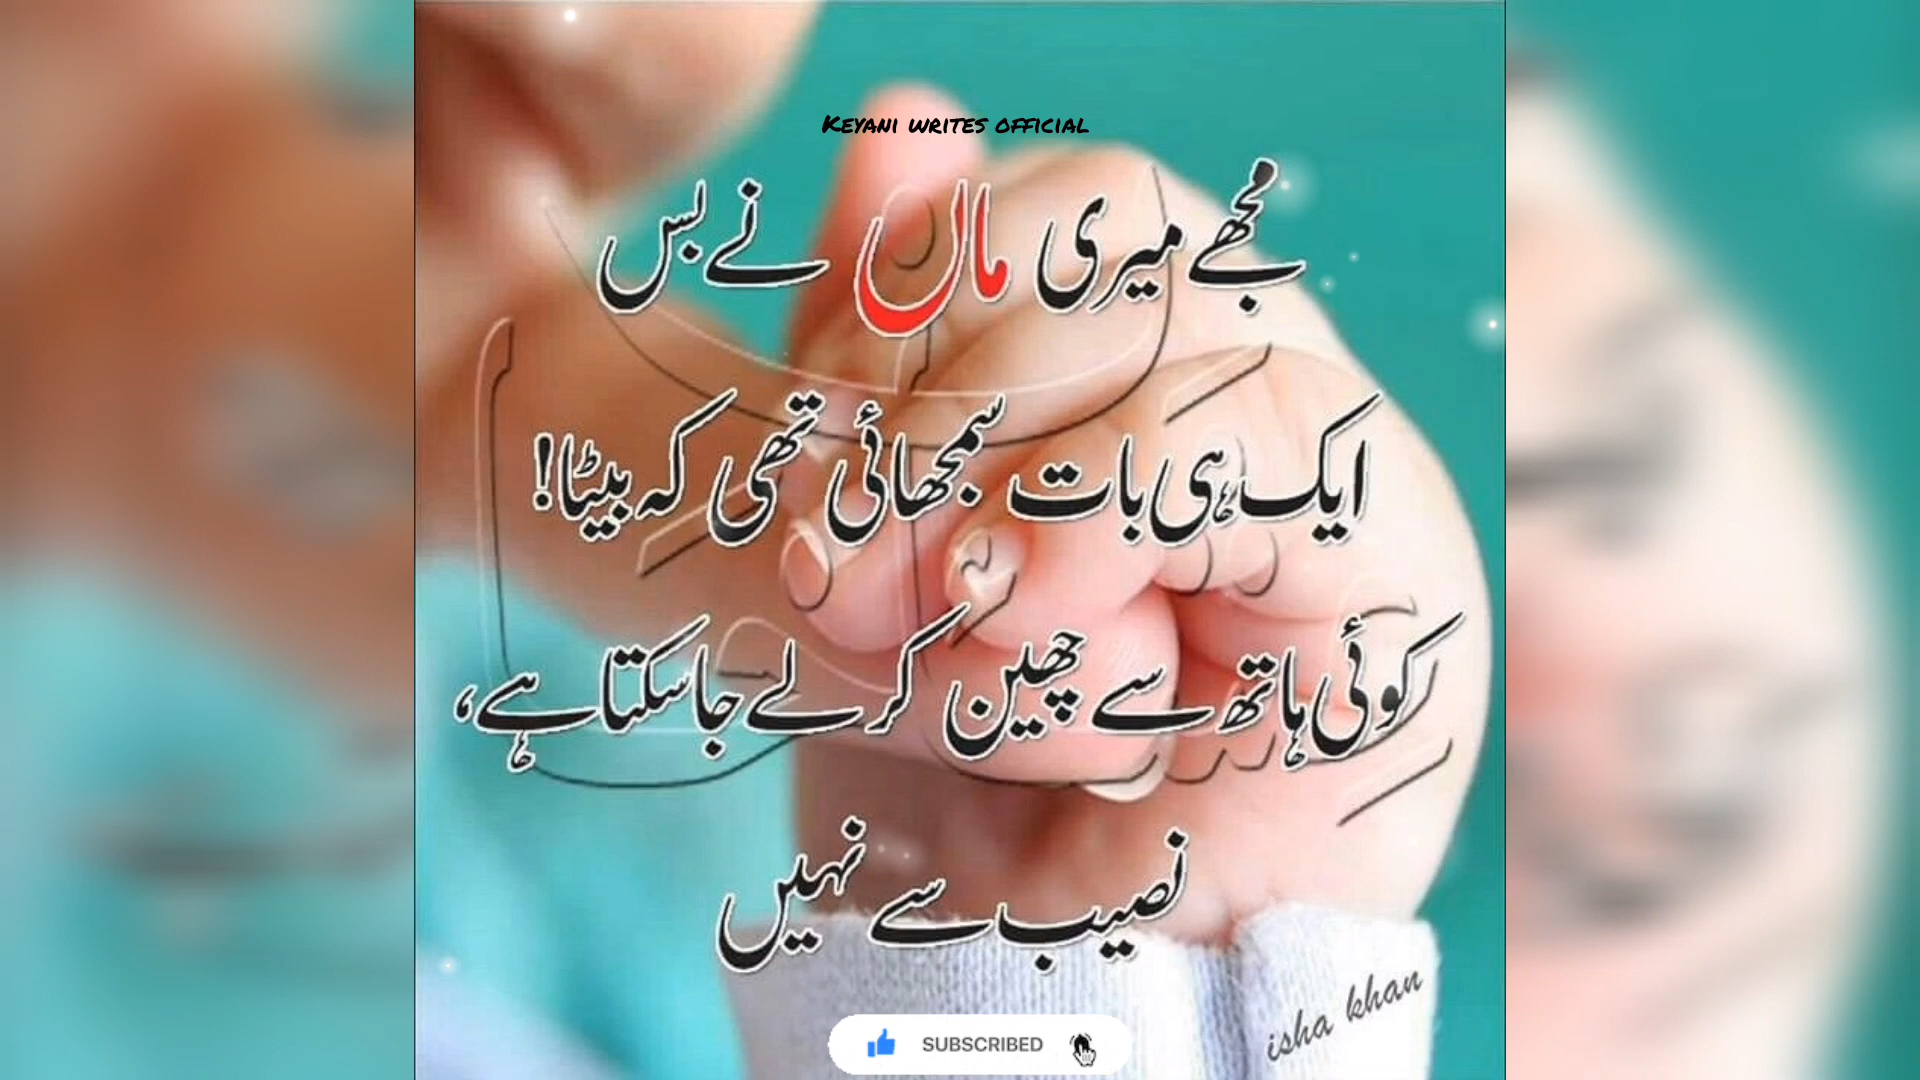 Keyani writes official
مجھے میری ماں نے بس
ایک ہی بات سمجھائی تھی کہ بیٹا!
کوئی ہاتھ سے چھین کر لے جا سکتا ہے،
نصیب سے نہیں
isha khan
SUBSCRIBED